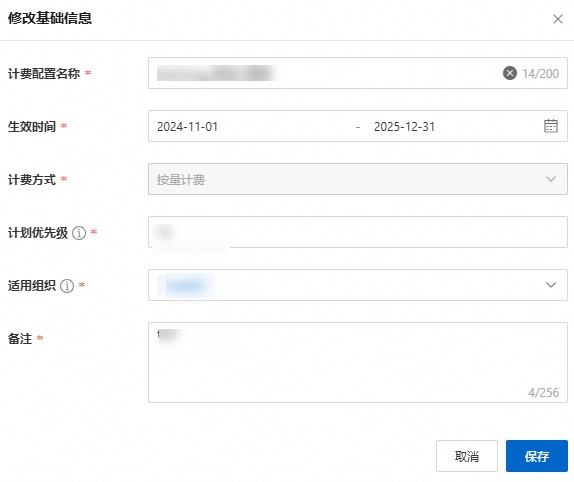 修改基础信息
计费配置名称 *
14/200
生效时间 *
2024-11-01 - 2025-12-31
计费方式 *
按量计费
计划优先级 *
适用组织 *
备注 *
4/256
取消 保存